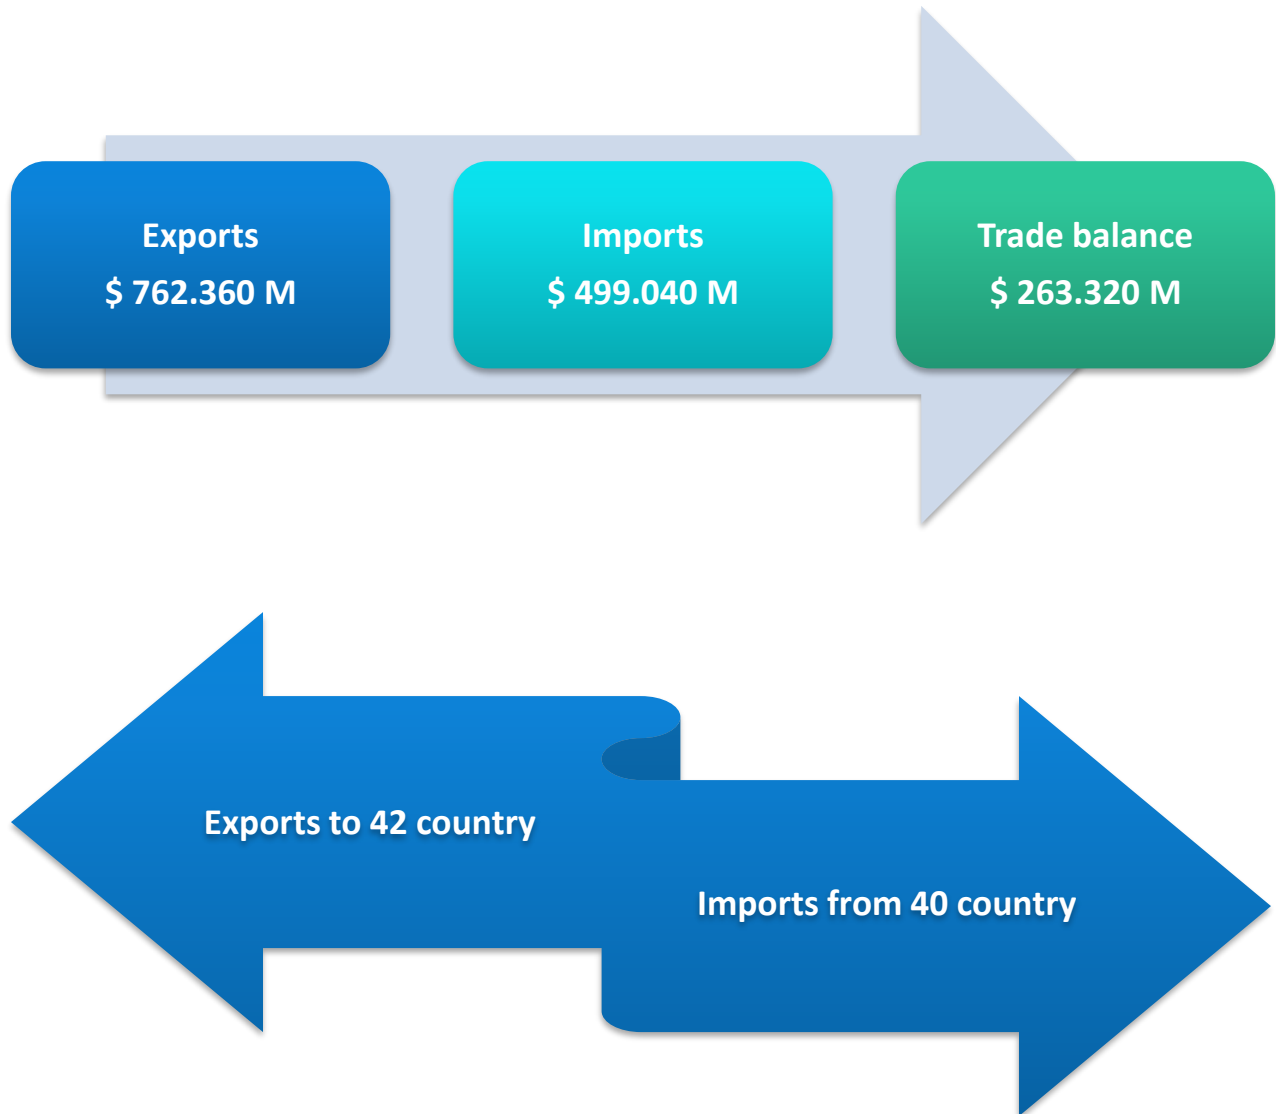 Exports
$ 762.360 M
Imports
$ 499.040 M
Trade balance
$ 263.320 M
Exports to 42 country
Imports from 40 country